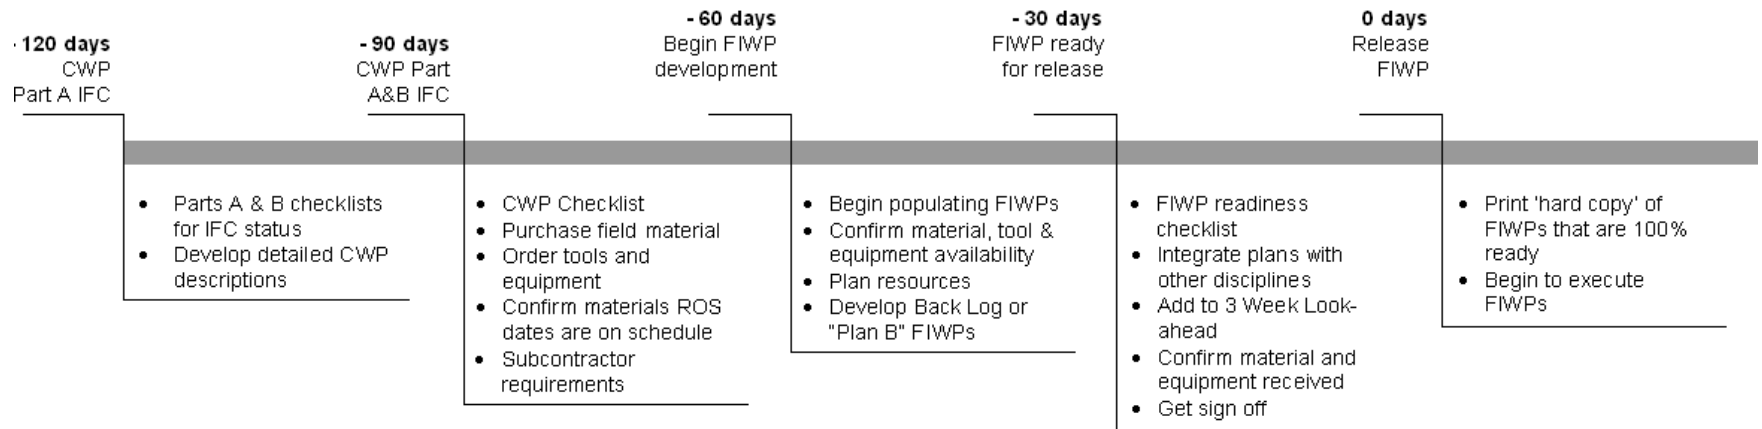 - 120 days
CWP
Part A IFC
- 90 days
CWP Part
A&B IFC
- 60 days
Begin FIWP
development
- 30 days
FIWP ready
for release
0 days
Release
FIWP
• Parts A & B checklists
for IFC status
• Develop detailed CWP
descriptions
• CWP Checklist
• Purchase field material
• Order tools and
equipment
• Confirm materials ROS
dates are on schedule
• Subcontractor
requirements
• Begin populating FIWPs
• Confirm material, tool &
equipment availability
• Plan resources
• Develop Back Log or
"Plan B" FIWPs
• FIWP readiness
checklist
• Integrate plans with
other disciplines
• Add to 3 Week Look-
ahead
• Confirm material and
equipment received
• Get sign off
• Print 'hard copy' of
FIWPs that are 100%
ready
• Begin to execute
FIWPs